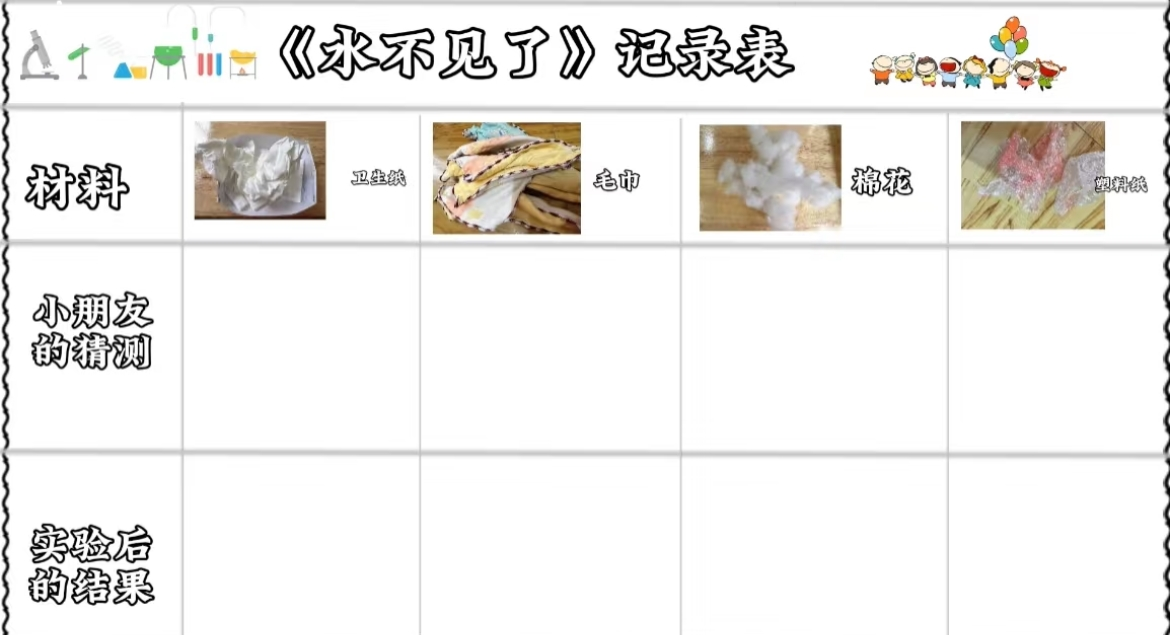 《水不见了》记录表
材料
卫生纸
毛巾
棉花
塑料纸
小朋友
的猜测
实验后
的结果